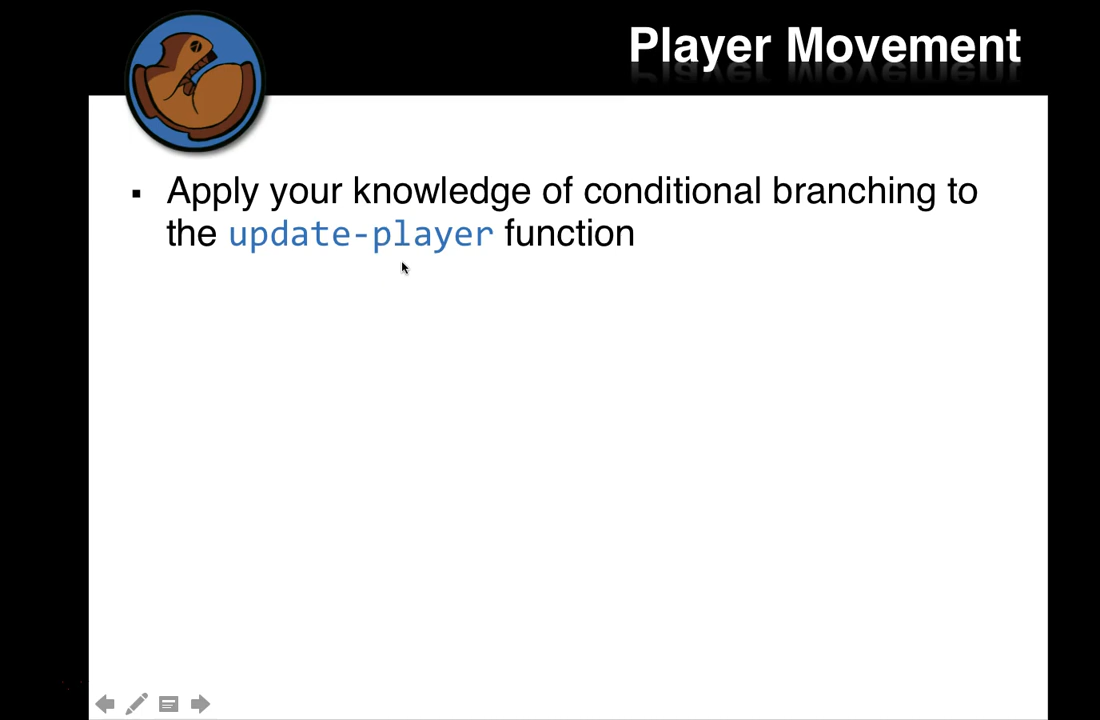 Player Movement
▪ Apply your knowledge of conditional branching to
the update-player function